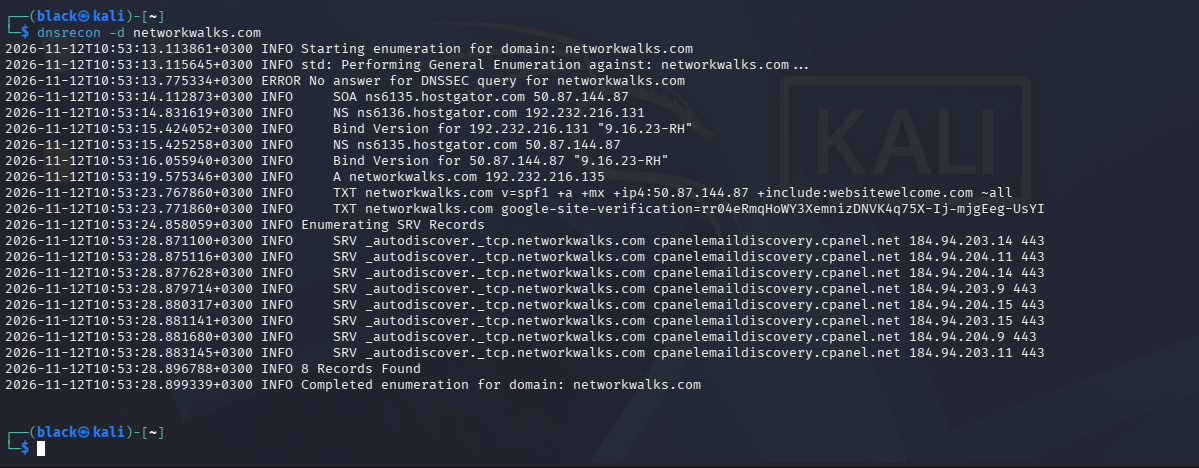 ┌──(black㉿kali)-[~]
└─$ dnsrecon -d networkwalks.com
2026-11-12T10:53:13.113861+0300 INFO Starting enumeration for domain: networkwalks.com
2026-11-12T10:53:13.115645+0300 INFO std: Performing General Enumeration against: networkwalks.com...
2026-11-12T10:53:13.775334+0300 ERROR No answer for DNSSEC query for networkwalks.com
2026-11-12T10:53:14.112873+0300 INFO     SOA ns6135.hostgator.com 50.87.144.87
2026-11-12T10:53:14.831619+0300 INFO     NS ns6136.hostgator.com 192.232.216.131
2026-11-12T10:53:15.424052+0300 INFO     Bind Version for 192.232.216.131 "9.16.23-RH"
2026-11-12T10:53:15.425258+0300 INFO     NS ns6135.hostgator.com 50.87.144.87
2026-11-12T10:53:16.055940+0300 INFO     Bind Version for 50.87.144.87 "9.16.23-RH"
2026-11-12T10:53:19.575346+0300 INFO     A networkwalks.com 192.232.216.135
2026-11-12T10:53:23.767860+0300 INFO     TXT networkwalks.com v=spf1 +a +mx +ip4:50.87.144.87 +include:websitewelcome.com ~all
2026-11-12T10:53:23.771860+0300 INFO     TXT networkwalks.com google-site-verification=rr04eRmqHoWY3XemnizDNVK4q75X-Ij-mjgEeg-UsYI
2026-11-12T10:53:24.858059+0300 INFO Enumerating SRV Records
2026-11-12T10:53:28.871100+0300 INFO     SRV _autodiscover._tcp.networkwalks.com cpanelemaildiscovery.cpanel.net 184.94.203.14 443
2026-11-12T10:53:28.875116+0300 INFO     SRV _autodiscover._tcp.networkwalks.com cpanelemaildiscovery.cpanel.net 184.94.204.11 443
2026-11-12T10:53:28.877628+0300 INFO     SRV _autodiscover._tcp.networkwalks.com cpanelemaildiscovery.cpanel.net 184.94.204.14 443
2026-11-12T10:53:28.879714+0300 INFO     SRV _autodiscover._tcp.networkwalks.com cpanelemaildiscovery.cpanel.net 184.94.203.9 443
2026-11-12T10:53:28.880317+0300 INFO     SRV _autodiscover._tcp.networkwalks.com cpanelemaildiscovery.cpanel.net 184.94.204.15 443
2026-11-12T10:53:28.881141+0300 INFO     SRV _autodiscover._tcp.networkwalks.com cpanelemaildiscovery.cpanel.net 184.94.203.15 443
2026-11-12T10:53:28.881680+0300 INFO     SRV _autodiscover._tcp.networkwalks.com cpanelemaildiscovery.cpanel.net 184.94.204.9 443
2026-11-12T10:53:28.883145+0300 INFO     SRV _autodiscover._tcp.networkwalks.com cpanelemaildiscovery.cpanel.net 184.94.203.11 443
2026-11-12T10:53:28.896788+0300 INFO 8 Records Found
2026-11-12T10:53:28.899339+0300 INFO Completed enumeration for domain: networkwalks.com
┌──(black㉿kali)-[~]
└─$
KALI